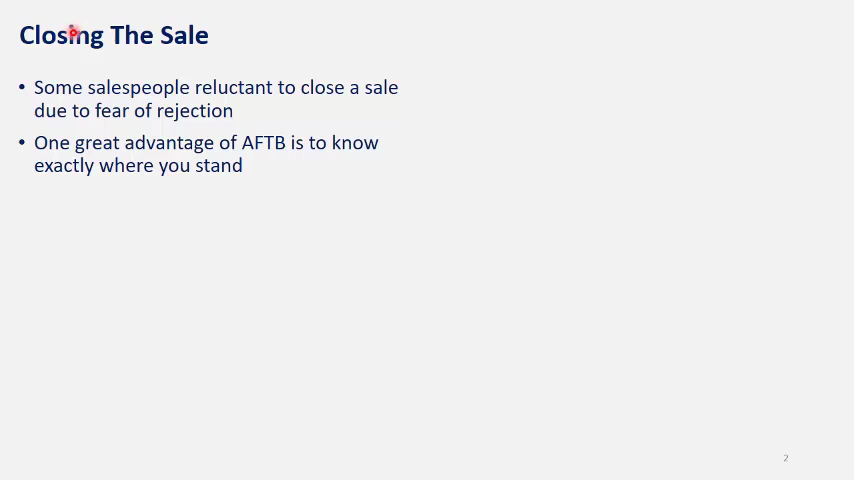 Closing The Sale
• Some salespeople reluctant to close a sale
due to fear of rejection
• One great advantage of AFTB is to know
exactly where you stand
2